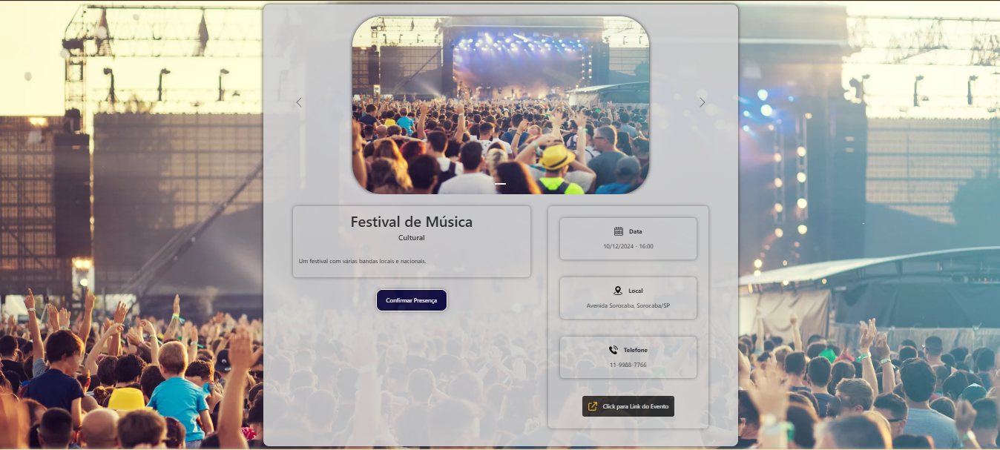 Festival de Música
Cultural
Um festival com várias bandas locais e nacionais.
Confirmar Presença
Data
10/12/2024 - 16:00
Local
Avenida Sorocaba, Sorocaba/SP
Telefone
11-9988-7766
Click para Link do Evento